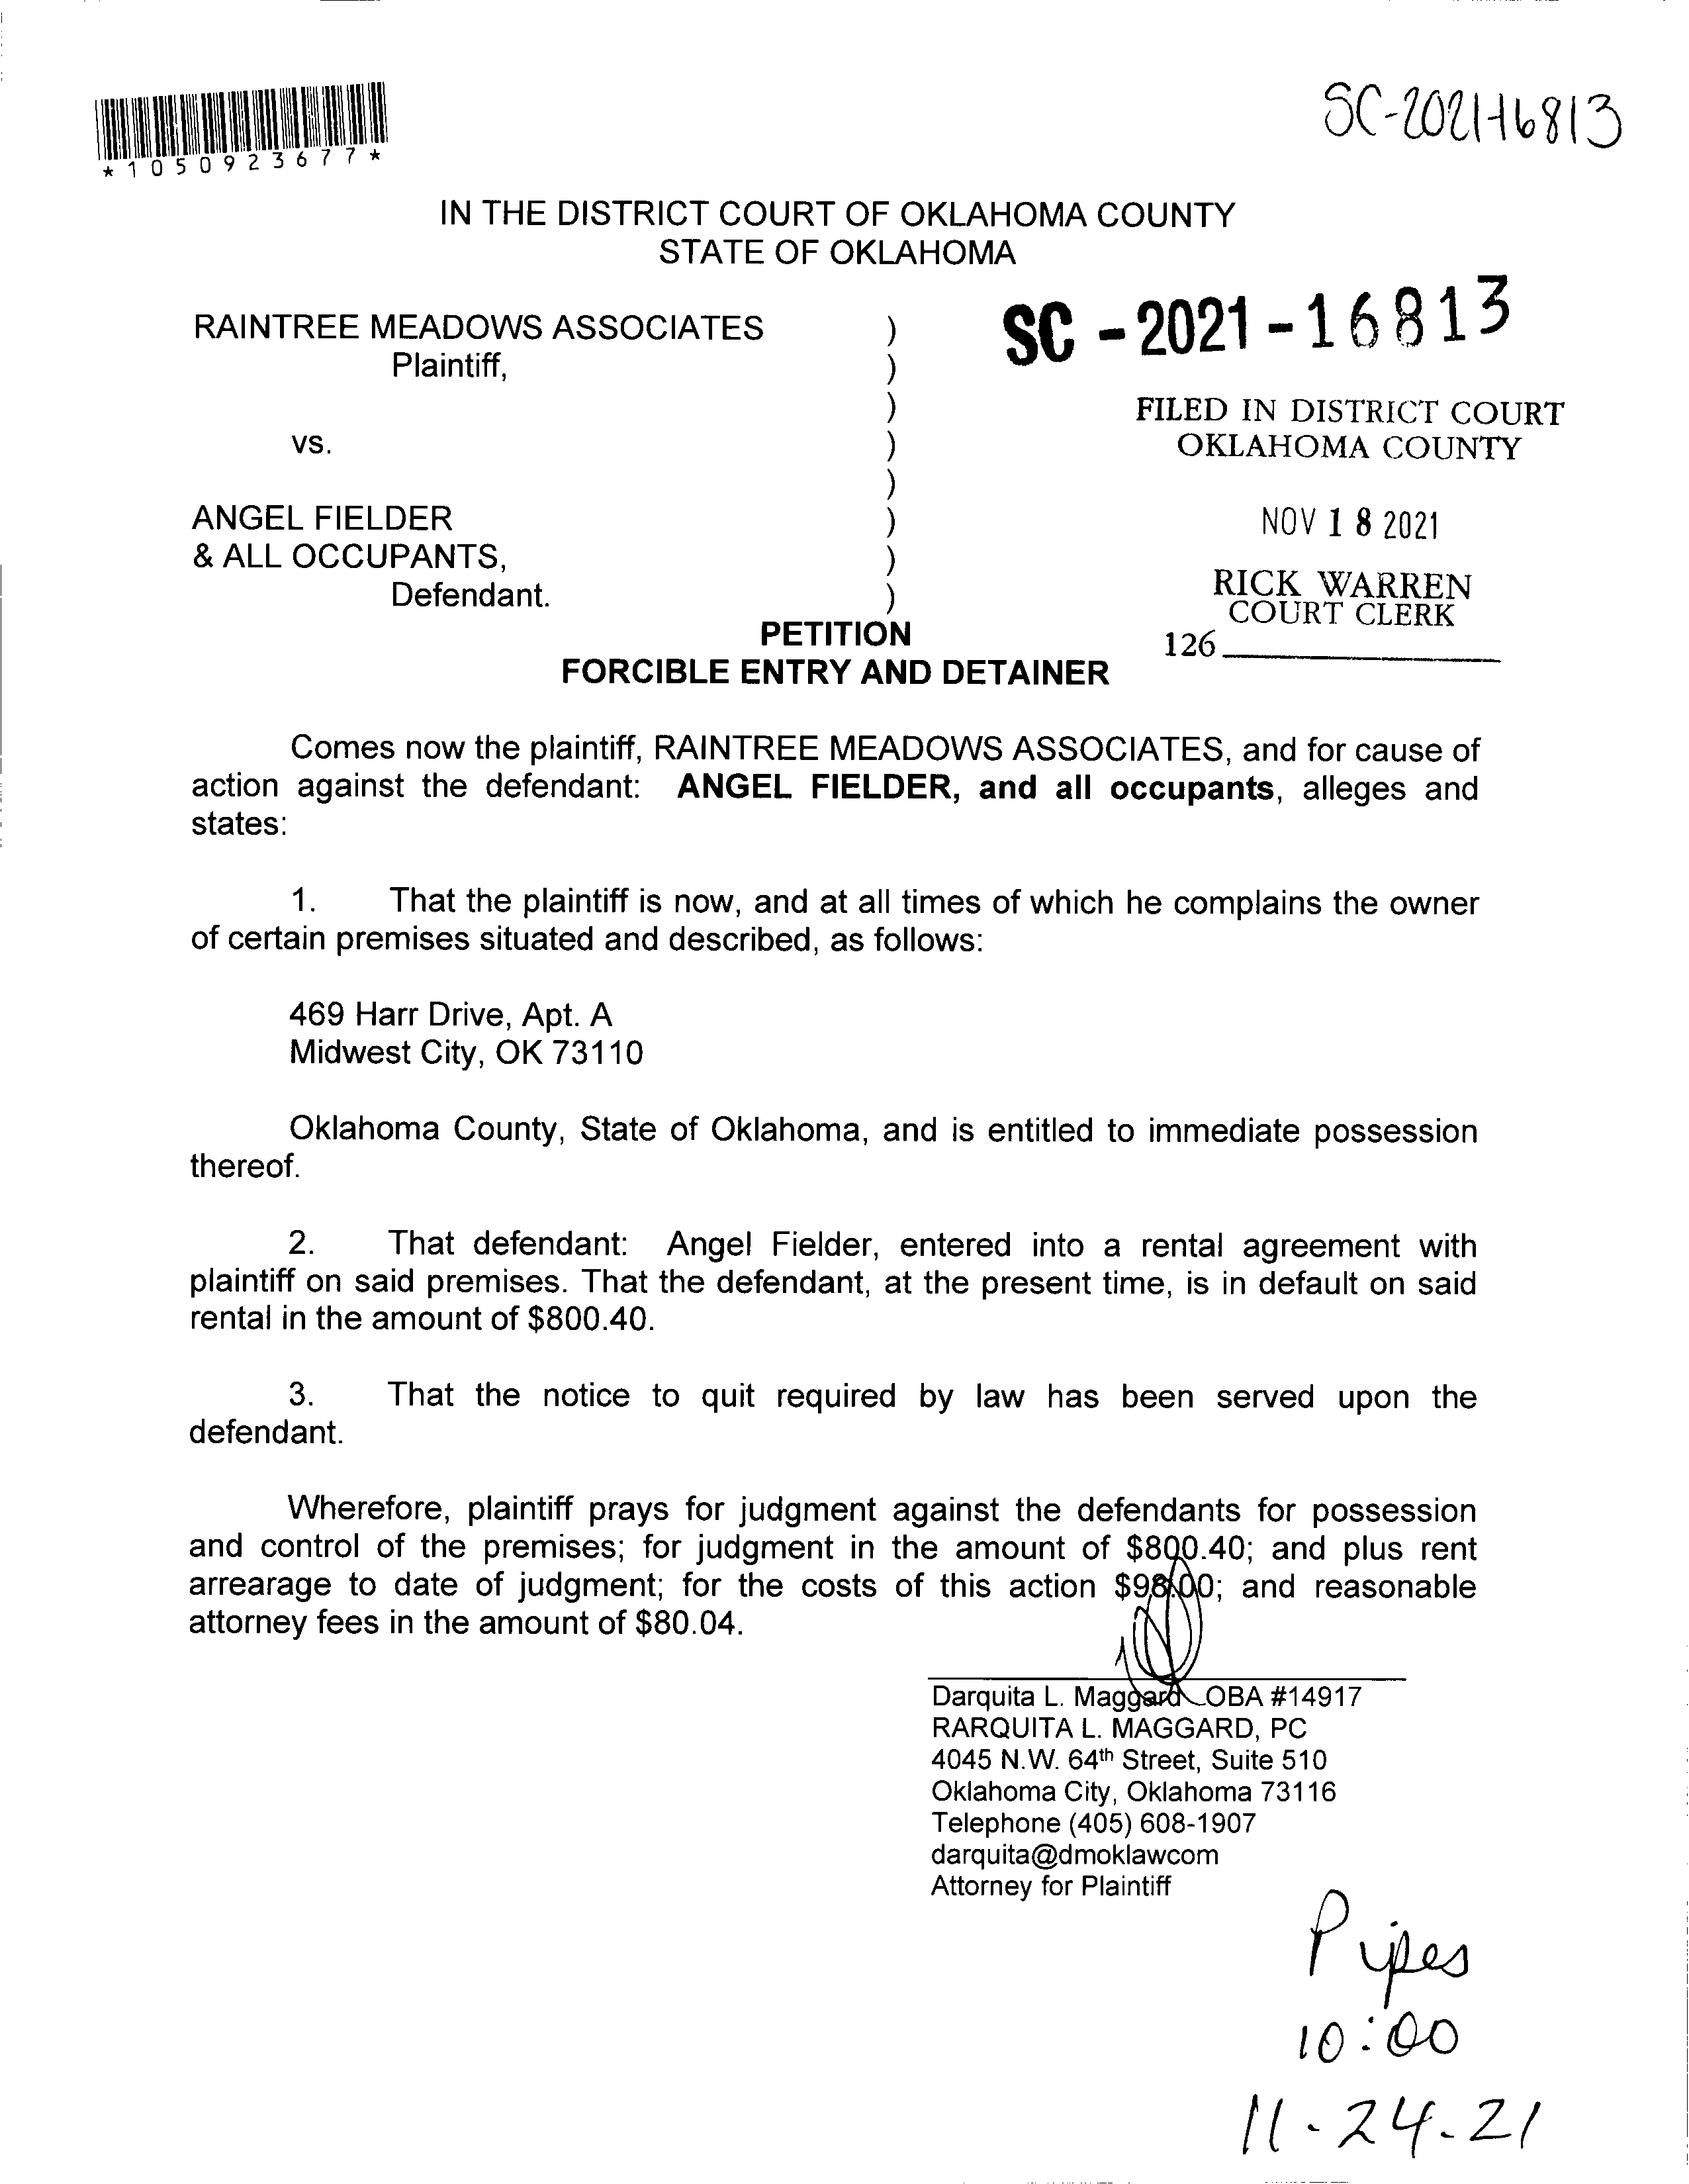 *1050923677*
SC-2021-16813
IN THE DISTRICT COURT OF OKLAHOMA COUNTY
STATE OF OKLAHOMA
RAINTREE MEADOWS ASSOCIATES )
Plaintiff, )
)
vs. )
)
ANGEL FIELDER )
& ALL OCCUPANTS, )
Defendant. )
SC-2021-16813
FILED IN DISTRICT COURT
OKLAHOMA COUNTY
NOV 18 2021
RICK WARREN
COURT CLERK
126
PETITION
FORCIBLE ENTRY AND DETAINER
Comes now the plaintiff, RAINTREE MEADOWS ASSOCIATES, and for cause of
action against the defendant: ANGEL FIELDER, and all occupants, alleges and
states:
1. That the plaintiff is now, and at all times of which he complains the owner
of certain premises situated and described, as follows:
469 Harr Drive, Apt. A
Midwest City, OK 73110
Oklahoma County, State of Oklahoma, and is entitled to immediate possession
thereof.
2. That defendant: Angel Fielder, entered into a rental agreement with
plaintiff on said premises. That the defendant, at the present time, is in default on said
rental in the amount of $800.40.
3. That the notice to quit required by law has been served upon the
defendant.
Wherefore, plaintiff prays for judgment against the defendants for possession
and control of the premises; for judgment in the amount of $800.40; and plus rent
arrearage to date of judgment; for the costs of this action $98.00; and reasonable
attorney fees in the amount of $80.04.
Darquita L. Maggard OBA #14917
RARQUITA L. MAGGARD, PC
4045 N.W. 64th Street, Suite 510
Oklahoma City, Oklahoma 73116
Telephone (405) 608-1907
darquita@dmoklawcom
Attorney for Plaintiff
Pipes
10:00
11-24-21